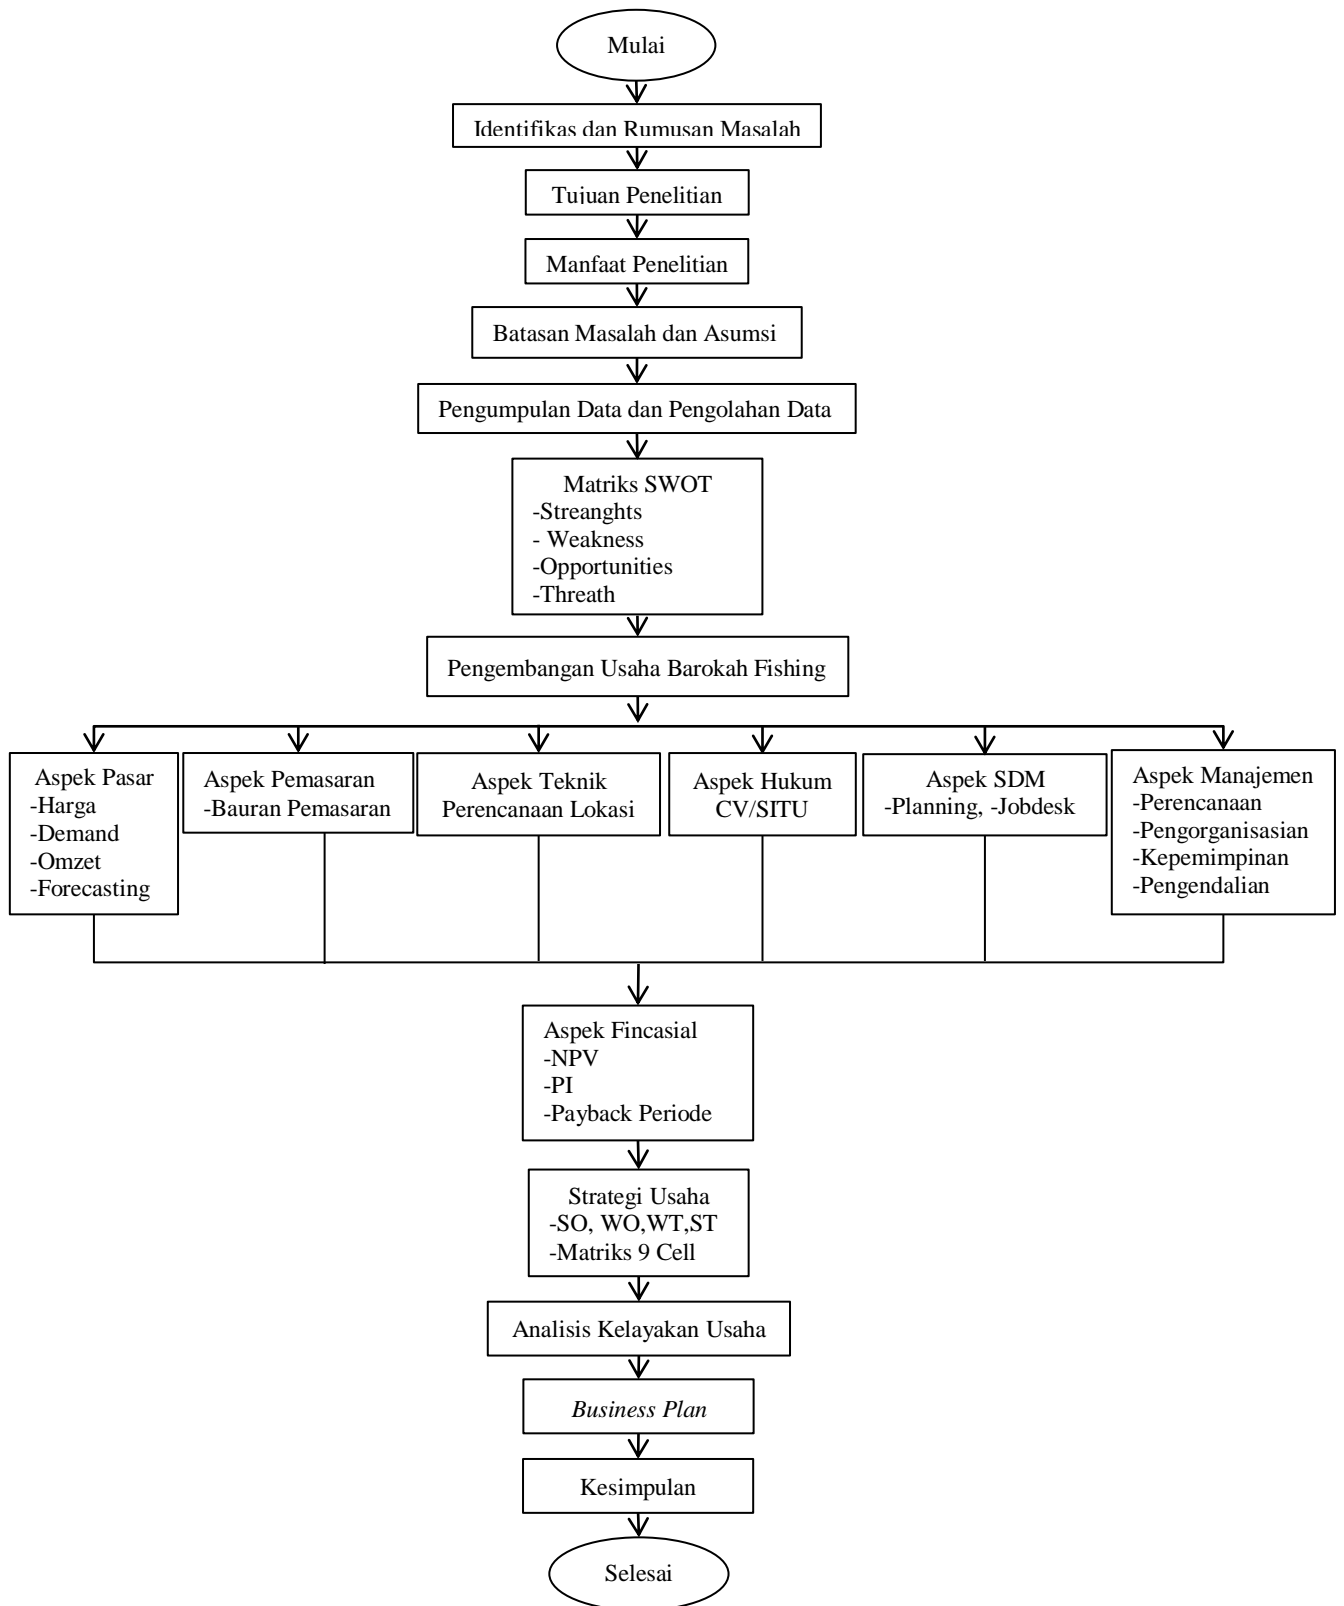 Mulai
Identifikas dan Rumusan Masalah
Tujuan Penelitian
Manfaat Penelitian
Batasan Masalah dan Asumsi
Pengumpulan Data dan Pengolahan Data
Matriks SWOT
-Streanghts
- Weakness
-Opportunities
-Threath
Pengembangan Usaha Barokah Fishing
Aspek Pasar
-Harga
-Demand
-Omzet
-Forecasting
Aspek Pemasaran
-Bauran Pemasaran
Aspek Teknik
Perencanaan Lokasi
Aspek Hukum
CV/SITU
Aspek SDM
-Planning, -Jobdesk
Aspek Manajemen
-Perencanaan
-Pengorganisasian
-Kepemimpinan
-Pengendalian
Aspek Fincasial
-NPV
-PI
-Payback Periode
Strategi Usaha
-SO, WO,WT,ST
-Matriks 9 Cell
Analisis Kelayakan Usaha
Business Plan
Kesimpulan
Selesai